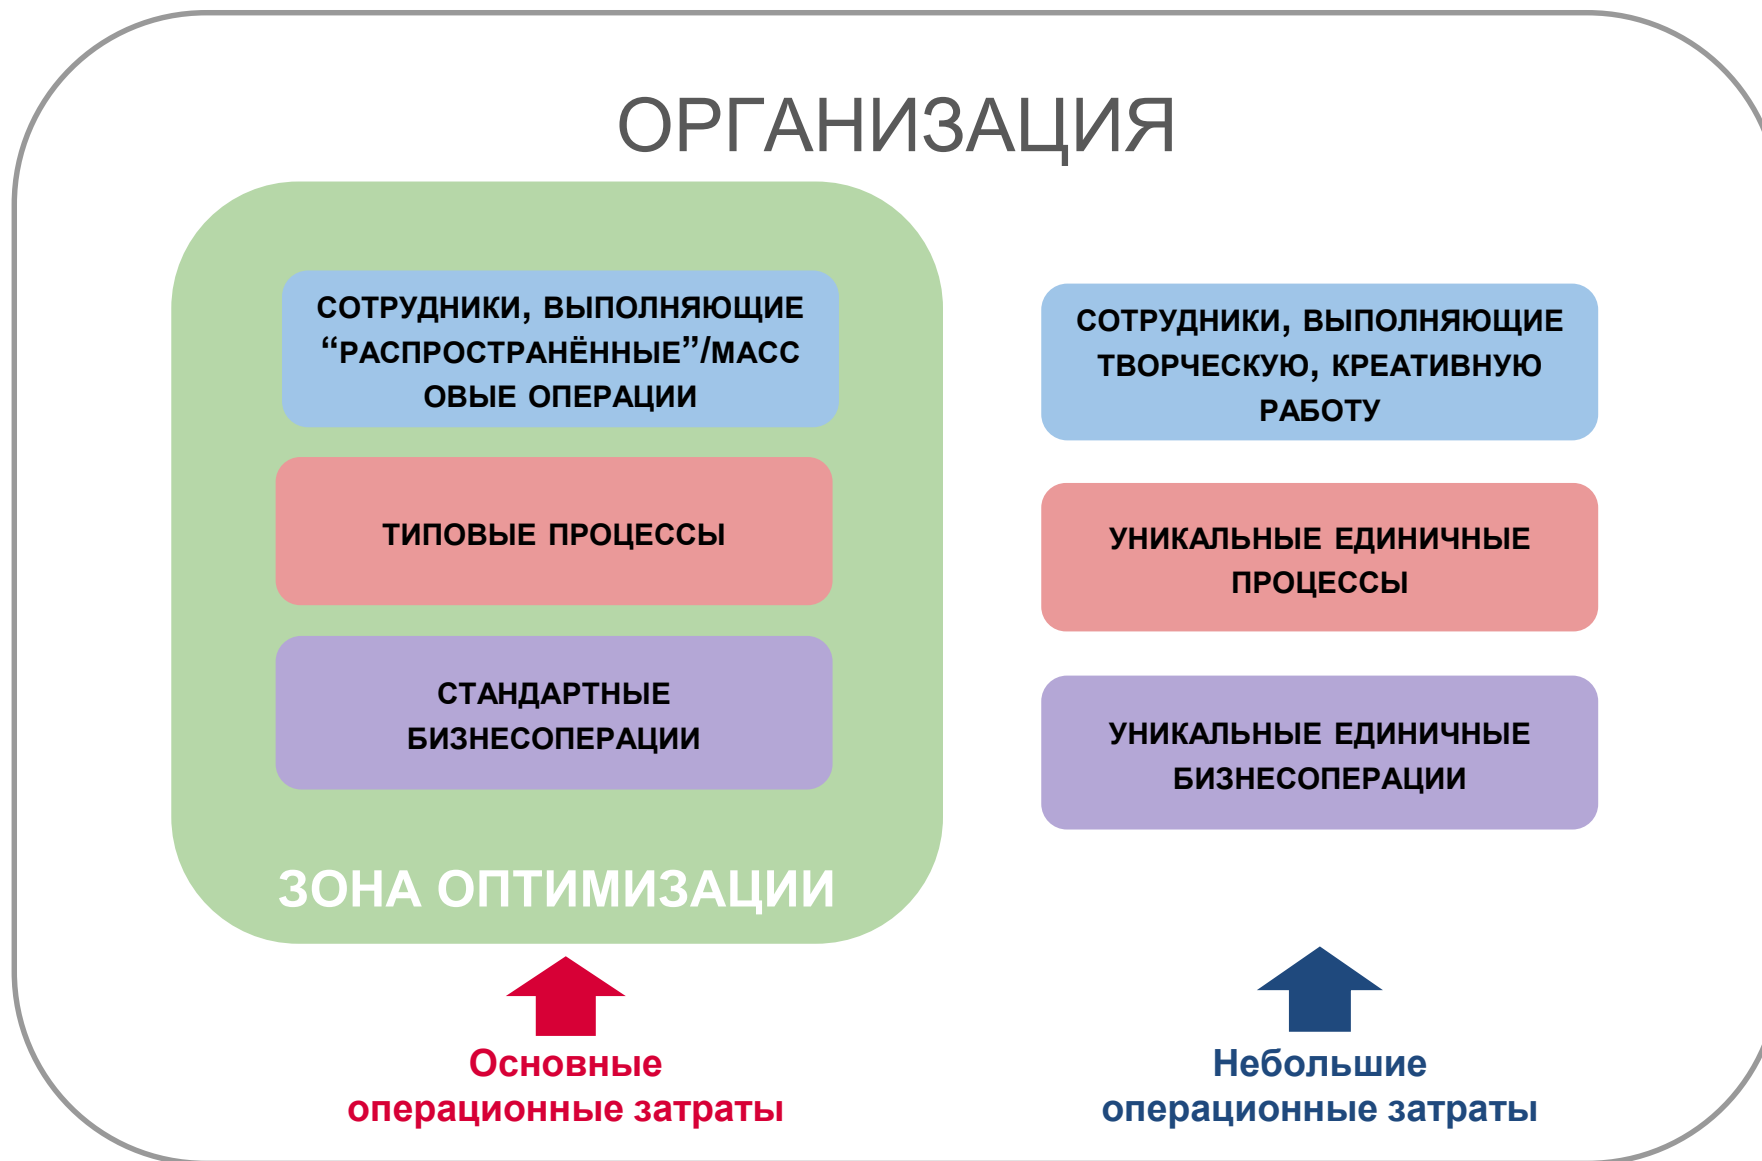 ОРГАНИЗАЦИЯ
СОТРУДНИКИ, ВЫПОЛНЯЮЩИЕ
“РАСПРОСТРАНЁННЫЕ”/МАСС
ОВЫЕ ОПЕРАЦИИ
ТИПОВЫЕ ПРОЦЕССЫ
СТАНДАРТНЫЕ
БИЗНЕСОПЕРАЦИИ
ЗОНА ОПТИМИЗАЦИИ
Основные
операционные затраты
СОТРУДНИКИ, ВЫПОЛНЯЮЩИЕ
ТВОРЧЕСКУЮ, КРЕАТИВНУЮ
РАБОТУ
УНИКАЛЬНЫЕ ЕДИНИЧНЫЕ
ПРОЦЕССЫ
УНИКАЛЬНЫЕ ЕДИНИЧНЫЕ
БИЗНЕСОПЕРАЦИИ
Небольшие
операционные затраты